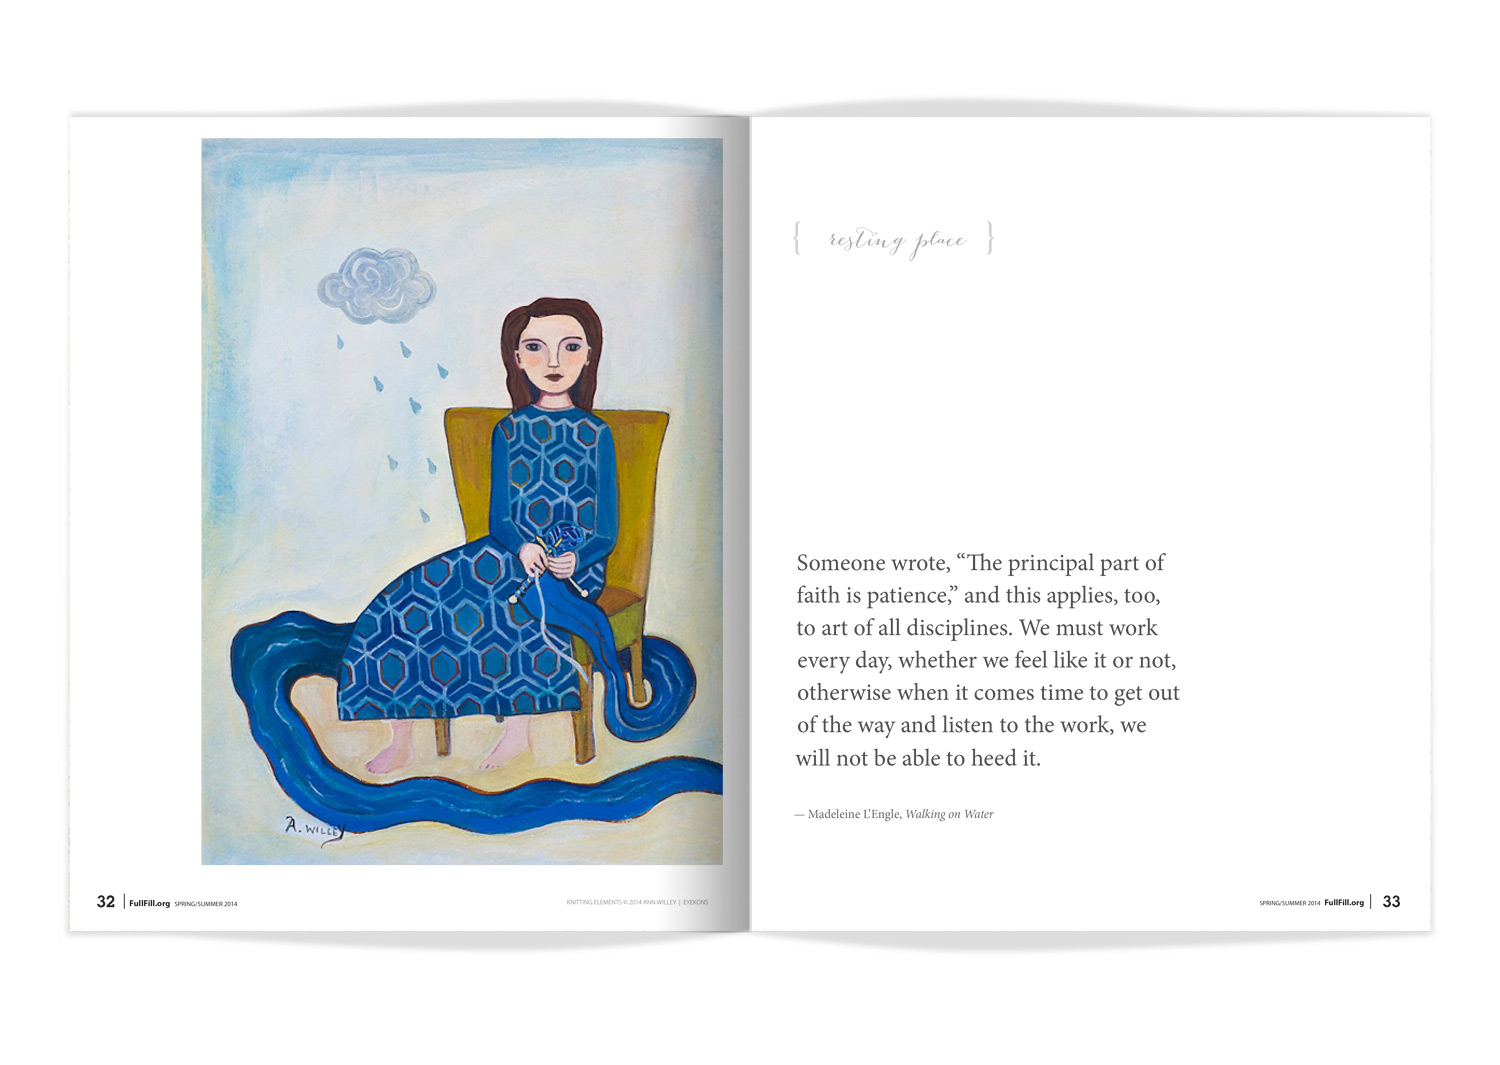 A. WILLEY
32 | FullFill.org SPRING/SUMMER 2014
KNITTING ELEMENTS © 2014 ANN WILLEY | EYEKONS
{ resting place }
Someone wrote, “The principal part of
faith is patience,” and this applies, too,
to art of all disciplines. We must work
every day, whether we feel like it or not,
otherwise when it comes time to get out
of the way and listen to the work, we
will not be able to heed it.
— Madeleine L’Engle, Walking on Water
SPRING/SUMMER 2014 FullFill.org | 33